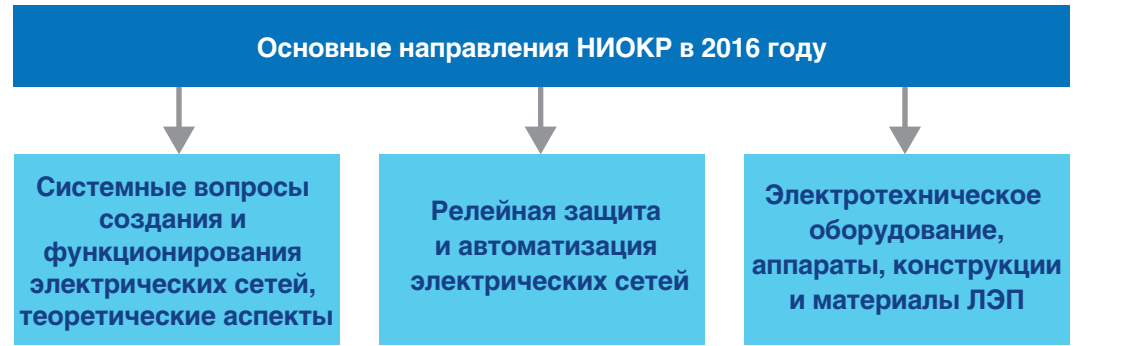 Основные направления НИОКР в 2016 году
Системные вопросы
создания и
функционирования
электрических сетей,
теоретические аспекты
Релейная защита
и автоматизация
электрических сетей
Электротехническое
оборудование,
аппараты, конструкции
и материалы ЛЭП